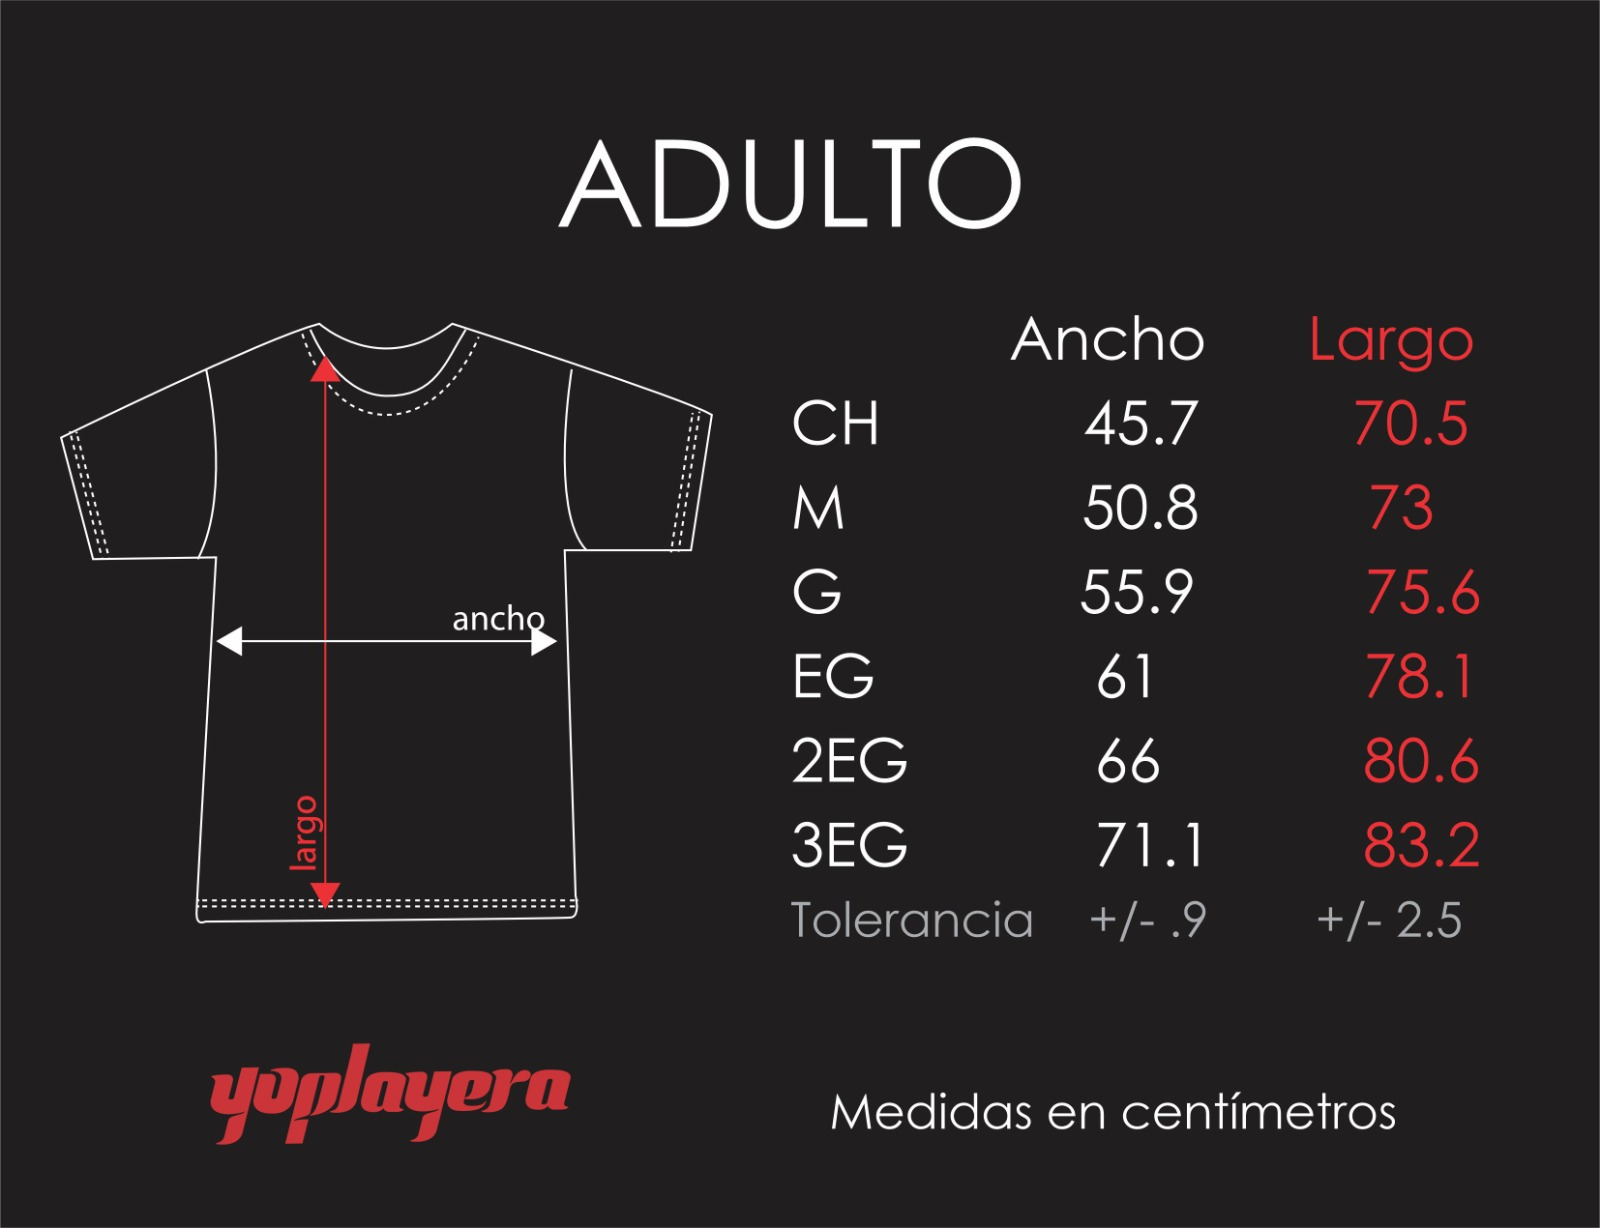 ADULTO
Ancho Largo
CH 45.7 70.5
M 50.8 73
G 55.9 75.6
EG 61 78.1
2EG 66 80.6
3EG 71.1 83.2
Tolerancia +/- .9 +/- 2.5
ancho
largo
yoplayera
Medidas en centímetros